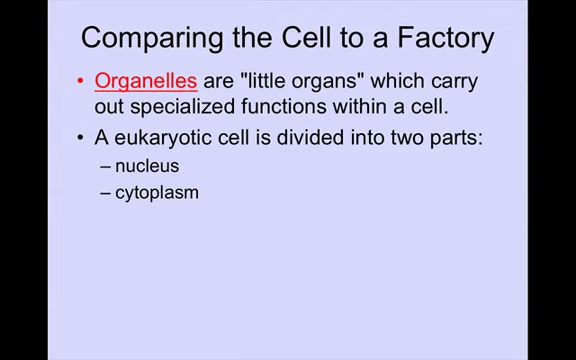 Comparing the Cell to a Factory
• Organelles are "little organs" which carry
out specialized functions within a cell.
• A eukaryotic cell is divided into two parts:
– nucleus
– cytoplasm